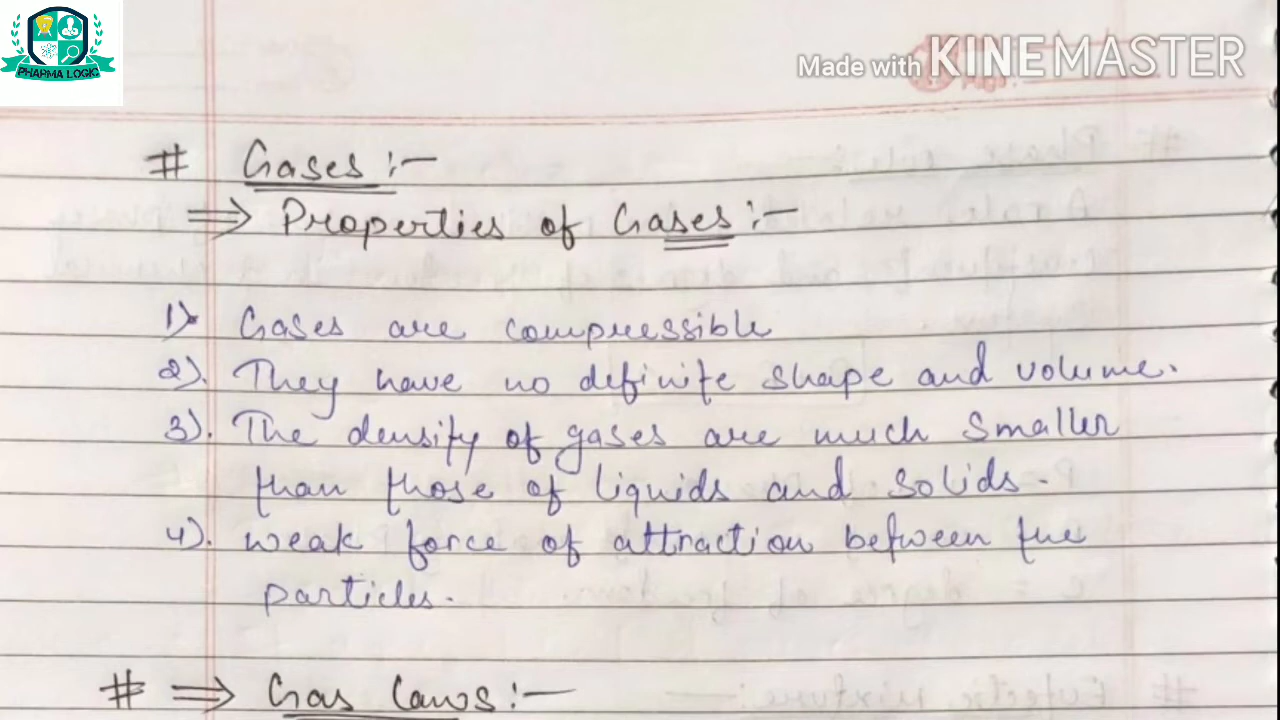 PHARMA LOGIC
Made with KINEMASTER
# Gases :-
⇒ Properties of Gases :-
1). Gases are compressible
2). They have no definite shape and volume.
3). The density of gases are much smaller
than those of liquids and solids.
4). weak force of attraction between the
particles.
# ⇒ Gas Laws :-